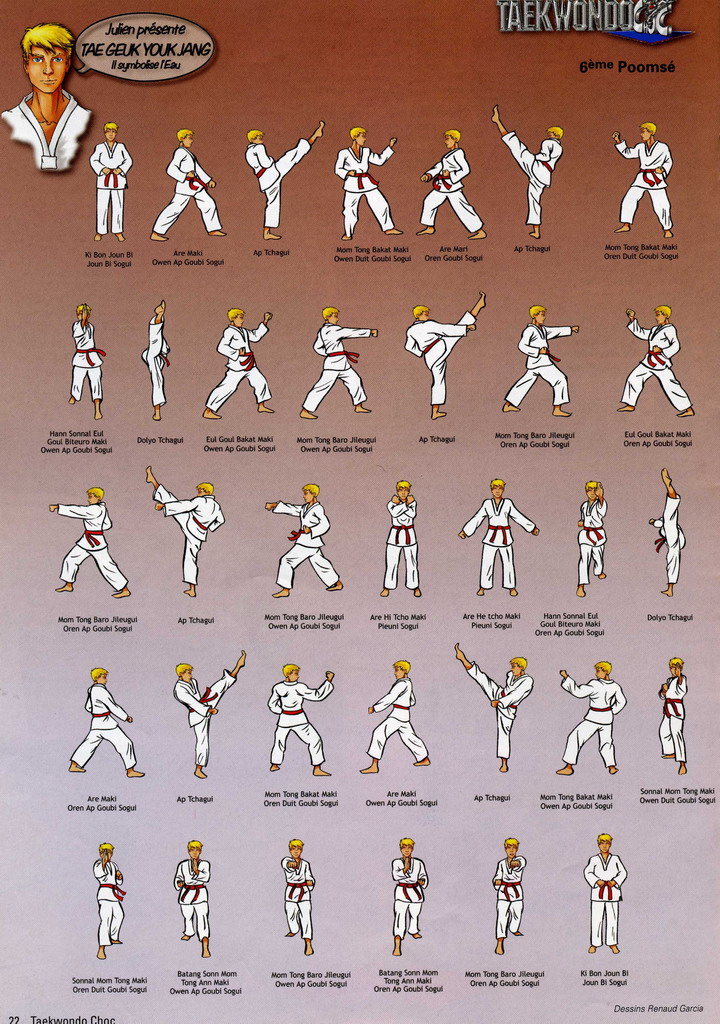 Julien présente
TAE GEUK YOUK JANG
Il symbolise l'Eau
TAEKWONDO
6ème Poomsé
Ki Bon Joun Bi
Joun Bi Sogui
Are Maki
Owen Ap Goubi Sogui
Ap Tchagui
Mom Tong Bakat Maki
Owen Duit Goubi Sogui
Are Mari
Oren Goubi Sogui
Ap Tchagui
Mom Tong Bakat Maki
Oren Duit Goubi Sogui
Hann Sonnal Eul
Goul Biteuro Maki
Owen Ap Goubi Sogui
Dolyo Tchagui
Eul Goul Bakat Maki
Owen Ap Goubi Sogui
Mom Tong Baro Jileugui
Owen Ap Goubi Sogui
Ap Tchagui
Mom Tong Baro Jileugui
Oren Ap Goubi Sogui
Eul Goul Bakat Maki
Oren Ap Goubi Sogui
Mom Tong Baro Jileugui
Oren Ap Goubi Sogui
Ap Tchagui
Mom Tong Baro Jileugui
Owen Ap Goubi Sogui
Are Hi Tcho Maki
Pieuni Sogui
Are He tcho Maki
Pieuni Sogui
Hann Sonnal Eul
Goul Biteuro Maki
Oren Ap Goubi Sogui
Dolyo Tchagui
Are Maki
Oren Ap Goubi Sogui
Ap Tchagui
Mom Tong Bakat Maki
Oren Duit Goubi Sogui
Are Maki
Owen Ap Goubi Sogui
Ap Tchagui
Mom Tong Bakat Maki
Owen Ap Goubi Sogui
Sonnal Mom Tong Maki
Owen Duit Goubi Sogui
Sonnal Mom Tong Maki
Oren Duit Goubi Sogui
Batang Sonn Mom
Tong Ann Maki
Owen Ap Goubi Sogui
Mom Tong Baro Jileugui
Owen Ap Goubi Sogui
Batang Sonn Mom
Tong Ann Maki
Oren Ap Goubi Sogui
Mom Tong Baro Jileugui
Oren Ap Goubi Sogui
Ki Bon Joun Bi
Joun Bi Sogui
Dessins Renaud Garcia
22 Taekwondo Choc